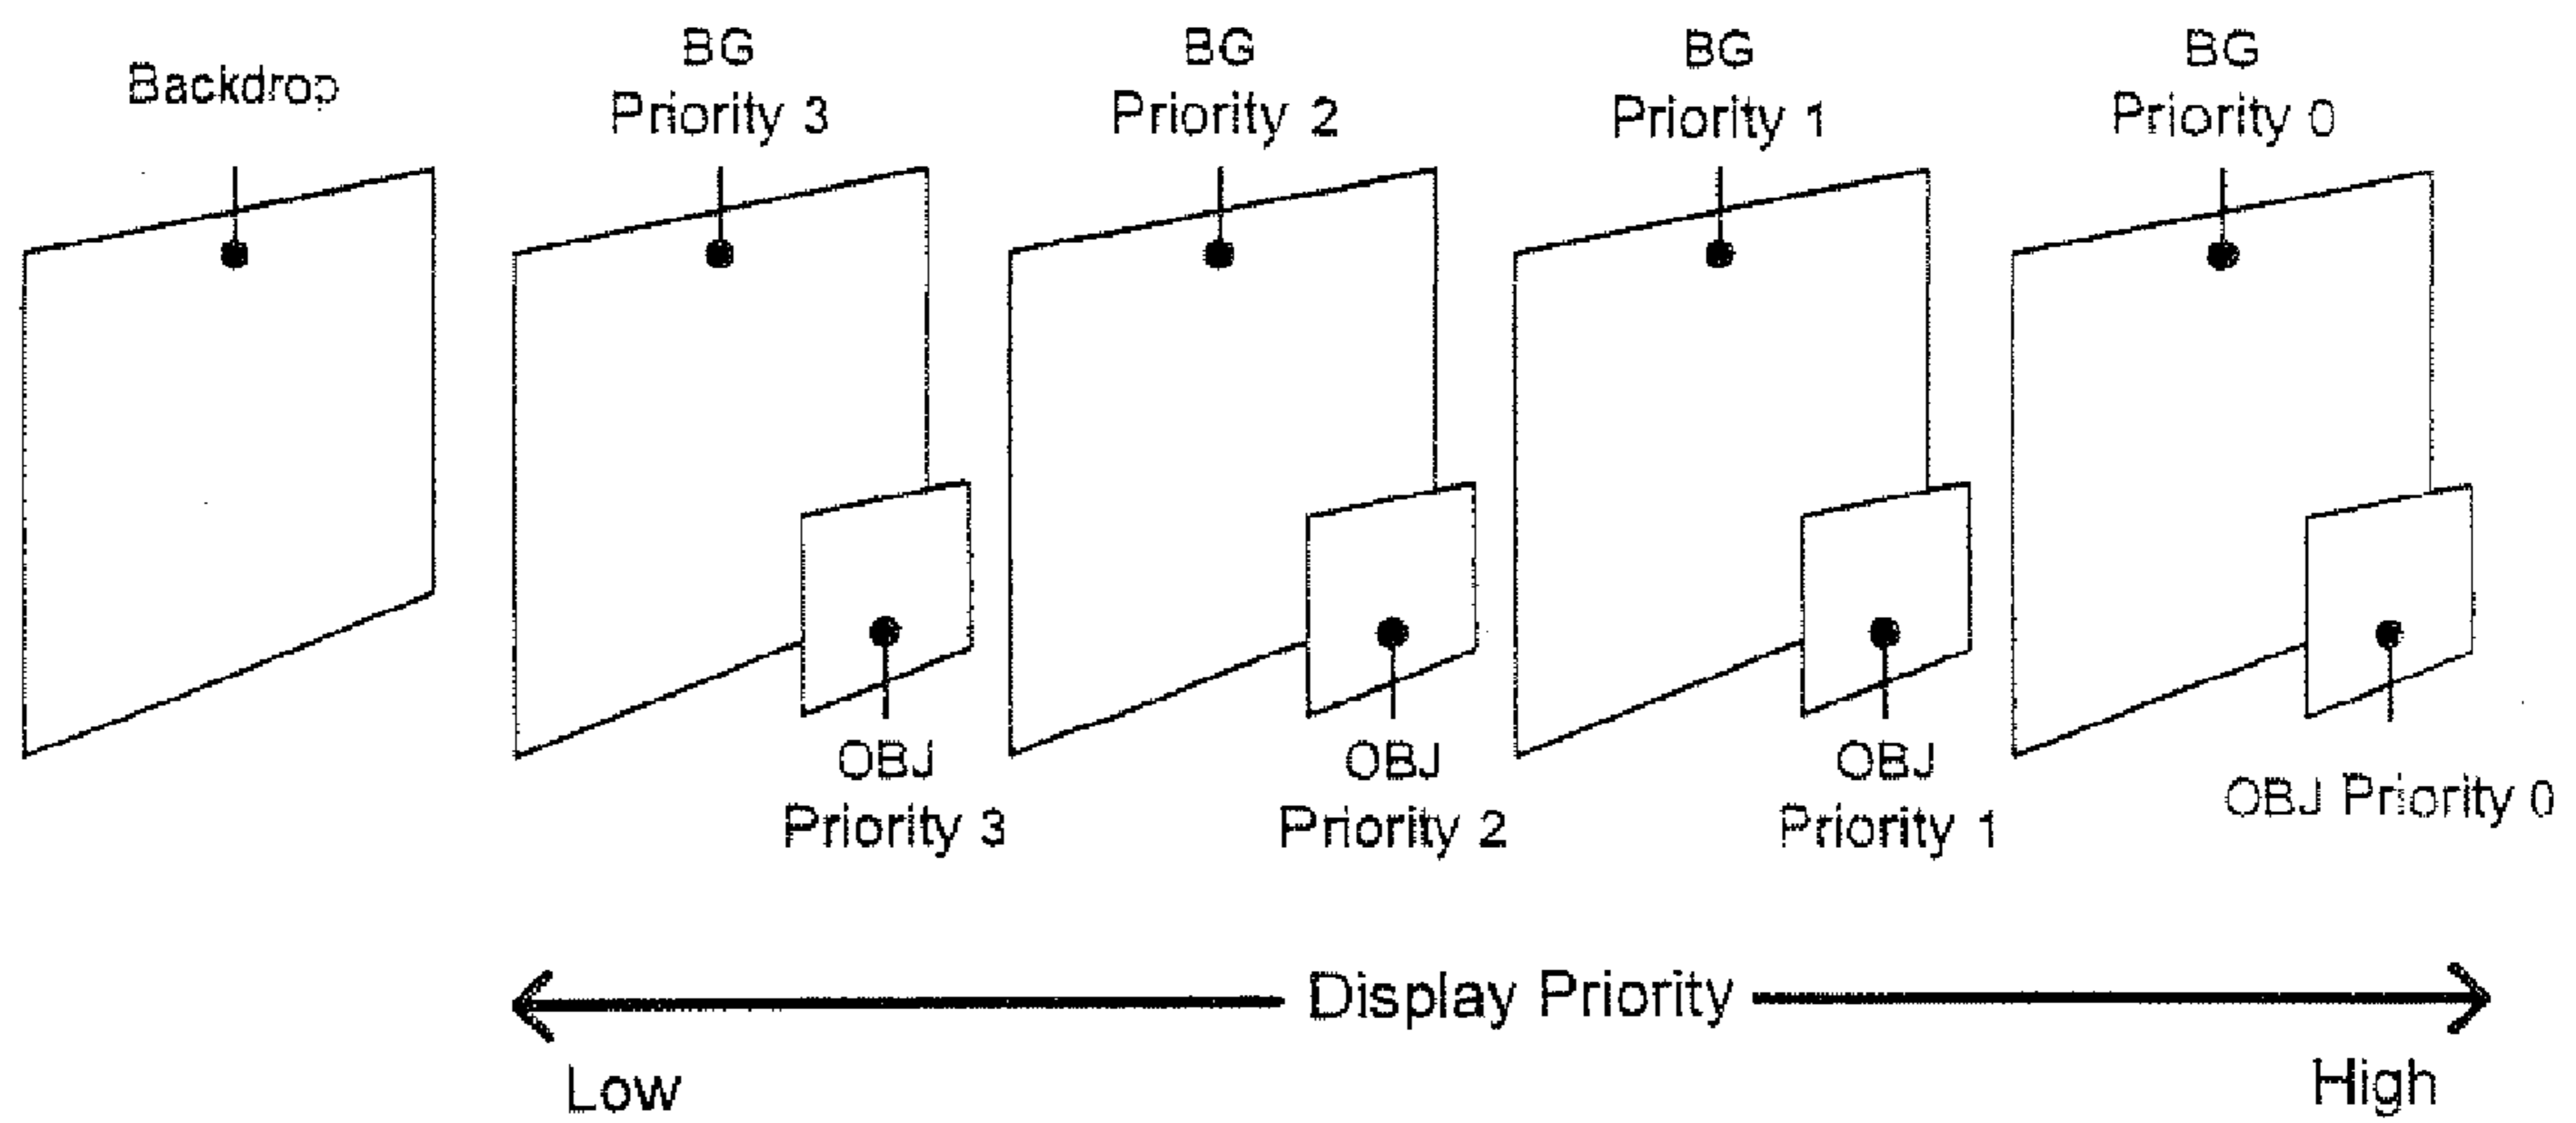 Backdrop
BG
Priority 3
BG
Priority 2
BG
Priority 1
BG
Priority 0
OBJ
Priority 3
OBJ
Priority 2
OBJ
Priority 1
OBJ Priority 0
Display Priority
Low
High